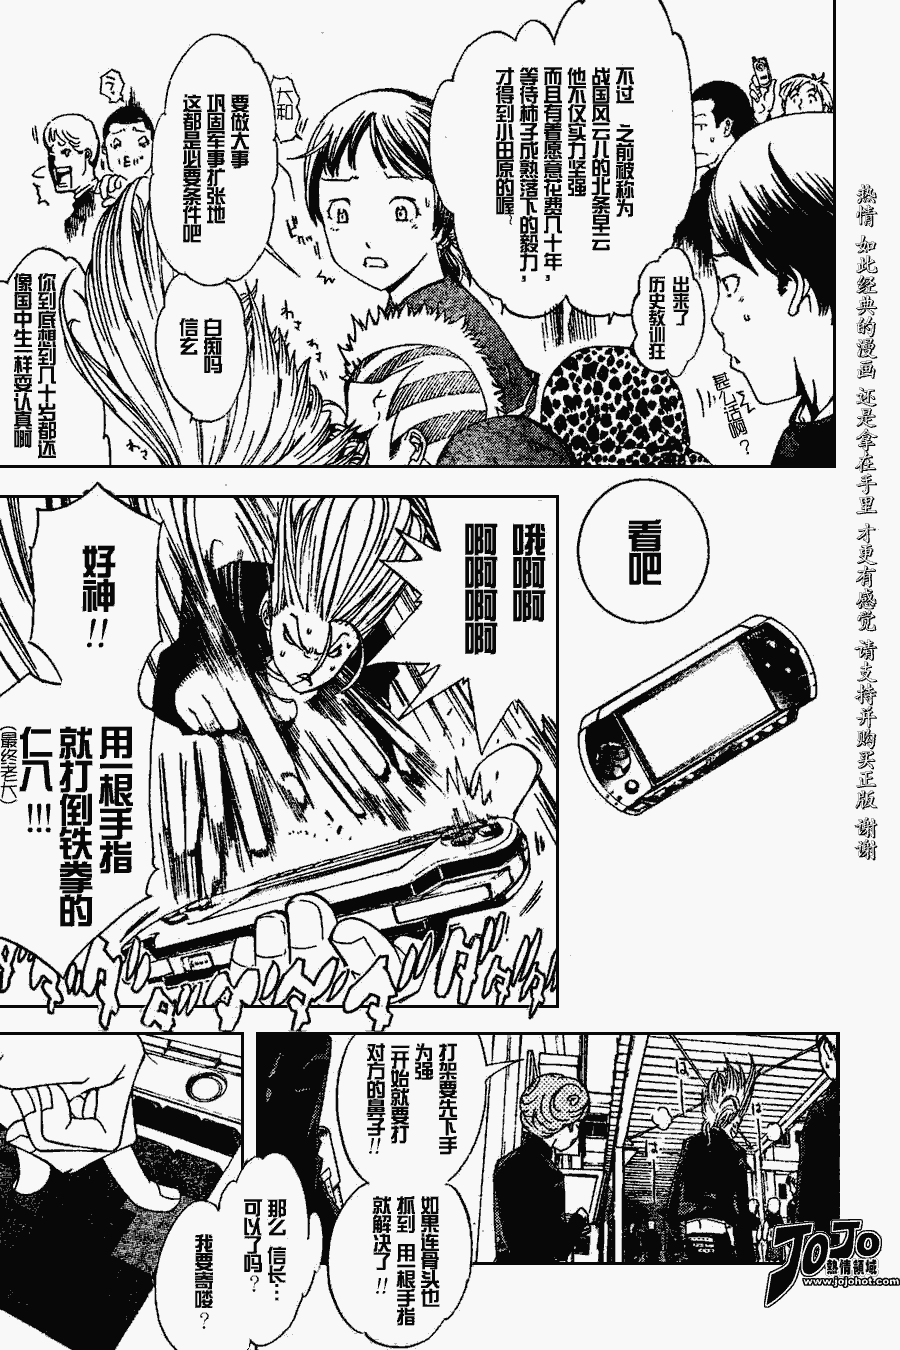 不过 之前被称为
战国风云儿的北条早云
他不仅实力坚强
而且有着愿意花费几十年，
等待柿子成熟落下的毅力，
才得到小田原的喔
出来了
历史教训狂
甚么话啊？
大和
？
要做大事
巩固军事扩张地
这都是必要条件吧
白痴吗
信玄
你到底想到几十岁都还
像国中生一样耍认真啊
看吧
哦啊啊
啊啊啊啊
好神!!
用一根手指
就打倒铁拳的
仁八!!!
(最终老大)
打架要先下手
为强
一开始就要打
对方的鼻子!!
如果连骨头也
抓到 用一根手指
就解决了!!
那么 信长…
可以了吗？
我要寄喽？
热情 如此经典的漫画 还是拿在手里 才更有感觉 请支持并购买正版 谢谢
JOJO
热情领域
www.jojohot.com